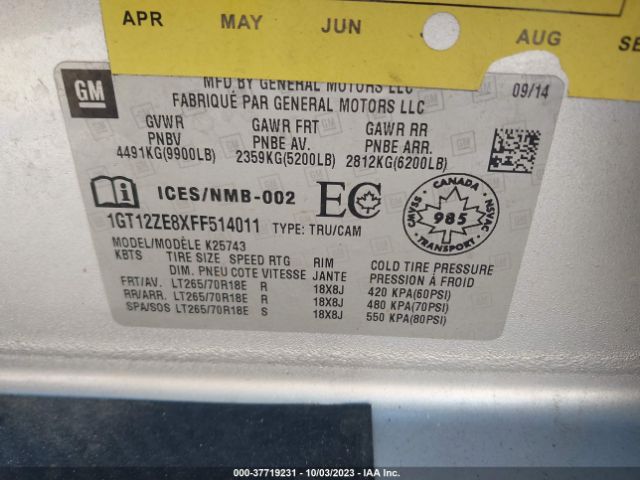 APR MAY JUN AUG SE
GM
MFD BY GENERAL MOTORS LLC
FABRIQUÉ PAR GENERAL MOTORS LLC
09/14
GVWR GAWR FRT GAWR RR
PNBV PNBE AV. PNBE ARR.
4491KG(9900LB) 2359KG(5200LB) 2812KG(6200LB)
ICES/NMB-002 EC
CANADA
985
CMVSS NSVAC
TRANSPORT
1GT12ZE8XFF514011 TYPE: TRU/CAM
MODEL/MODÈLE K25743
KBTS TIRE SIZE SPEED RTG RIM COLD TIRE PRESSURE
DIM. PNEU COTE VITESSE JANTE PRESSION À FROID
FRT/AV. LT265/70R18E R 18X8J 420 KPA(60PSI)
RR/ARR. LT265/70R18E R 18X8J 480 KPA(70PSI)
SPA/SOS LT265/70R18E S 18X8J 550 KPA(80PSI)
000-37719231 - 10/03/2023 - IAA Inc.